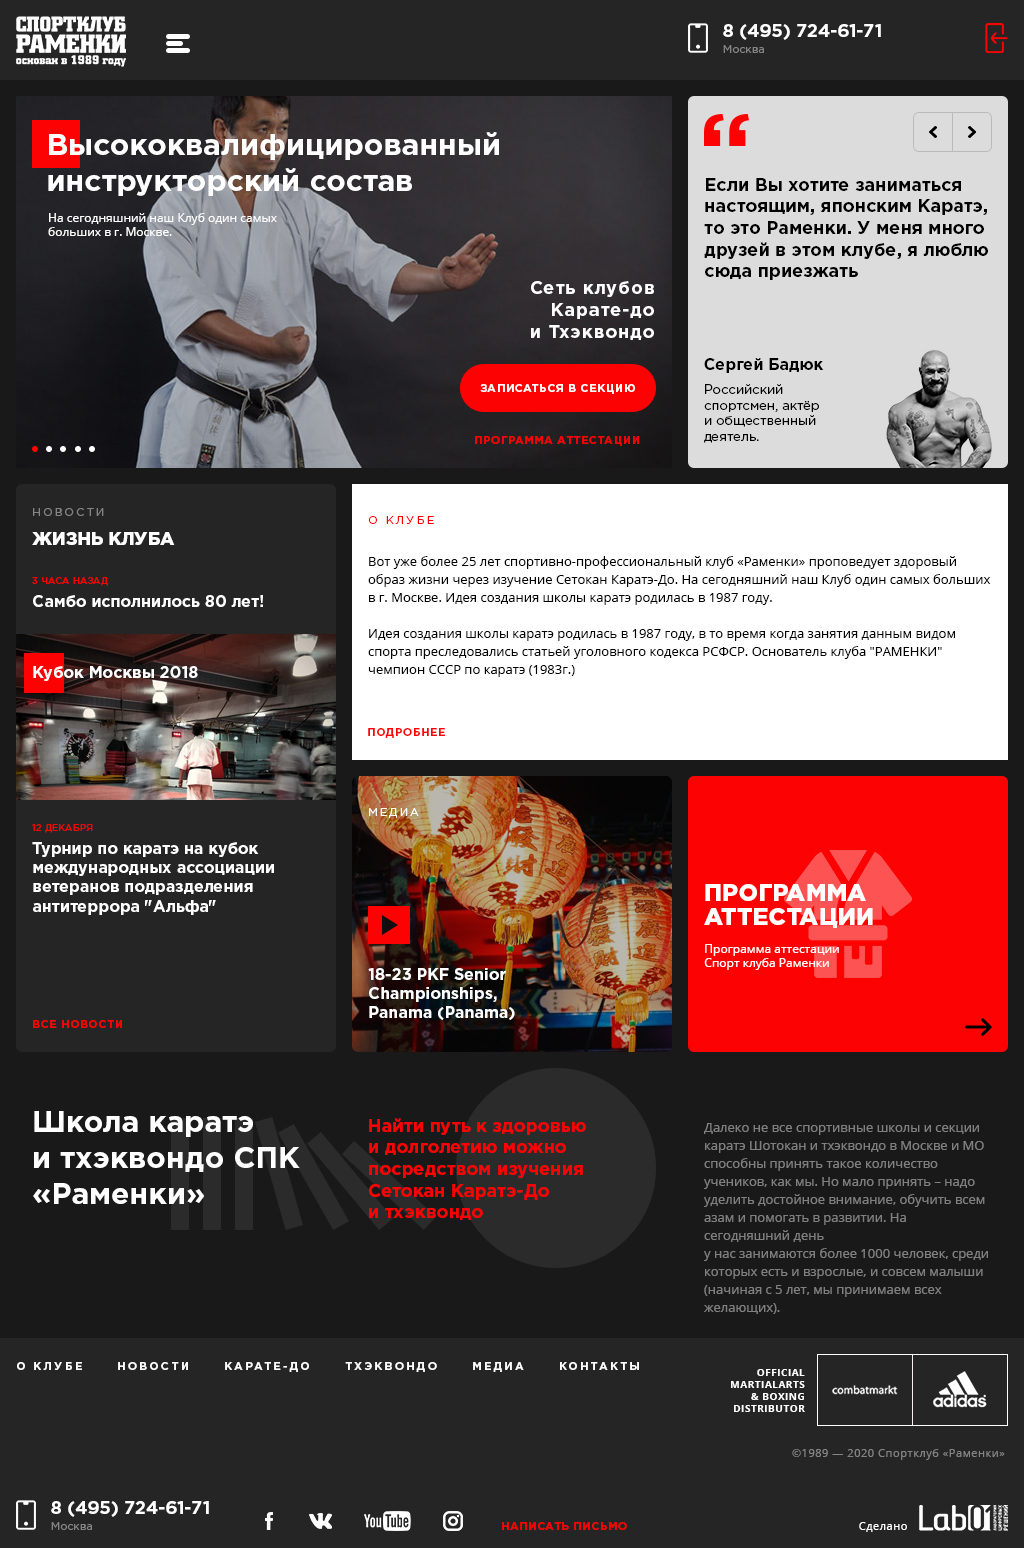 СПОРТКЛУБ
РАМЕНКИ
основан в 1989 году
8 (495) 724-61-71
Москва
Высококвалифицированный
инструкторский состав
На сегодняшний наш Клуб один самых
больших в г. Москве.
Сеть клубов
Карате-до
и Тхэквондо
ЗАПИСАТЬСЯ В СЕКЦИЮ
ПРОГРАММА АТТЕСТАЦИИ
Если Вы хотите заниматься
настоящим, японским Каратэ,
то это Раменки. У меня много
друзей в этом клубе, я люблю
сюда приезжать
Сергей Бадюк
Российский
спортсмен, актёр
и общественный
деятель.
НОВОСТИ
ЖИЗНЬ КЛУБА
3 ЧАСА НАЗАД
Самбо исполнилось 80 лет!
Кубок Москвы 2018
12 ДЕКАБРЯ
Турнир по каратэ на кубок
международных ассоциации
ветеранов подразделения
антитеррора "Альфа"
ВСЕ НОВОСТИ
О КЛУБЕ
Вот уже более 25 лет спортивно-профессиональный клуб «Раменки» проповедует здоровый
образ жизни через изучение Сетокан Каратэ-До. На сегодняшний наш Клуб один самых больших
в г. Москве. Идея создания школы каратэ родилась в 1987 году.
Идея создания школы каратэ родилась в 1987 году, в то время когда занятия данным видом
спорта преследовались статьей уголовного кодекса РСФСР. Основатель клуба "РАМЕНКИ"
чемпион СССР по каратэ (1983г.)
ПОДРОБНЕЕ
МЕДИА
18-23 PKF Senior
Championships,
Panama (Panama)
ПРОГРАММА
АТТЕСТАЦИИ
Программа аттестации
Спорт клуба Раменки
Школа каратэ
и тхэквондо СПК
«Раменки»
Найти путь к здоровью
и долголетию можно
посредством изучения
Сетокан Каратэ-До
и тхэквондо
Далеко не все спортивные школы и секции
каратэ Шотокан и тхэквондо в Москве и МО
способны принять такое количество
учеников, как мы. Но мало принять – надо
уделить достойное внимание, обучить всем
азам и помогать в развитии. На
сегодняшний день
у нас занимаются более 1000 человек, среди
которых есть и взрослые, и совсем малыши
(начиная с 5 лет, мы принимаем всех
желающих).
О КЛУБЕ НОВОСТИ КАРАТЕ-ДО ТХЭКВОНДО МЕДИА КОНТАКТЫ
OFFICIAL
MARTIALARTS
& BOXING
DISTRIBUTOR
combatmarkt
adidas
©1989 — 2020 Спортклуб «Раменки»
8 (495) 724-61-71
Москва
YouTube
НАПИСАТЬ ПИСЬМО
Сделано
Lab01